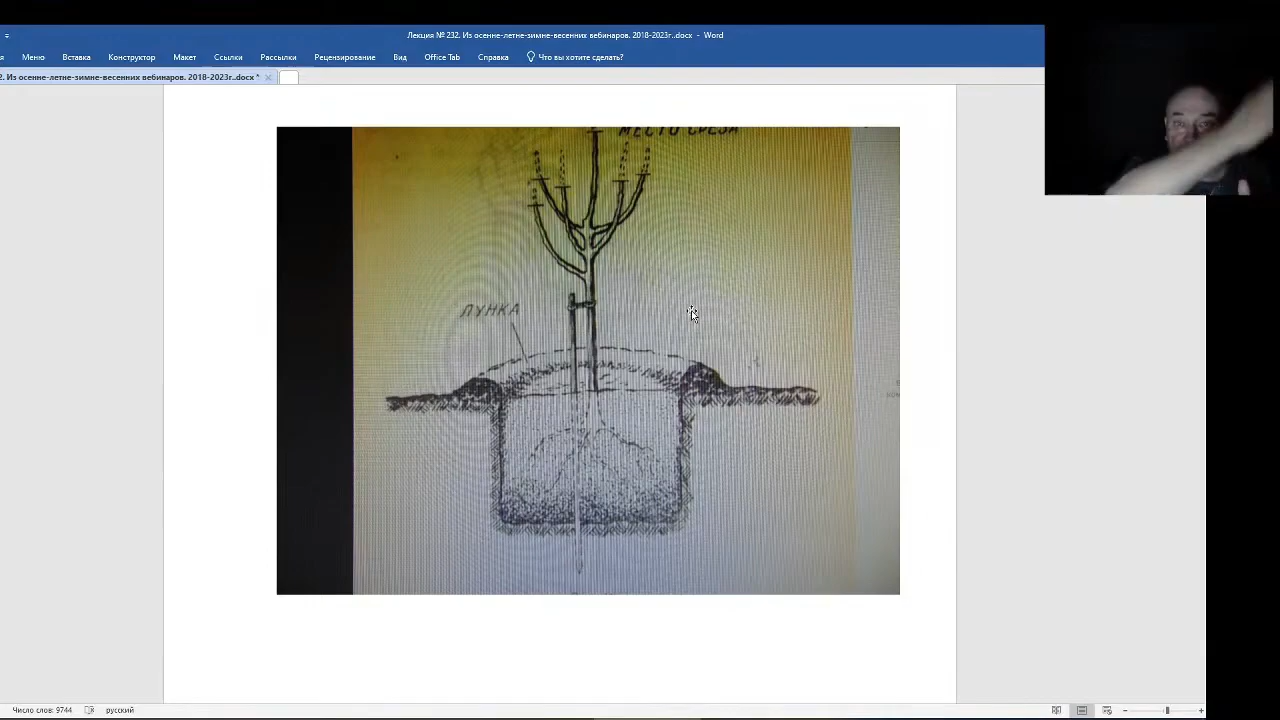 Лекция № 232. Из осенне-летне-зимне-весенних вебинаров. 2018-2023г..docx - Word
Меню Вставка Конструктор Макет Ссылки Рассылки Рецензирование Вид Office Tab Справка Что вы хотите сделать?
2. Из осенне-летне-зимне-весенних вебинаров. 2018-2023г..docx *
МЕСТО СРЕЗА
ЛУНКА
Число слов: 9744 русский